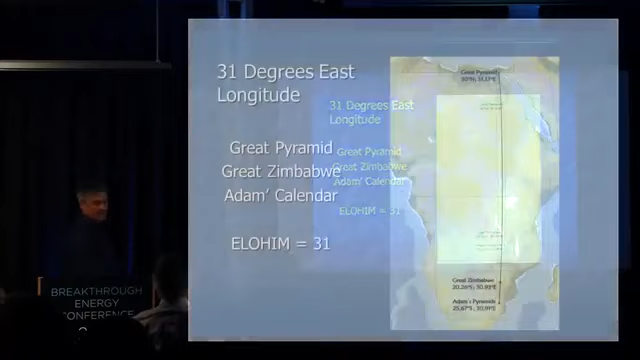 31 Degrees East
Longitude
Great Pyramid
Great Zimbabwe
Adam' Calendar
ELOHIM = 31
31 Degrees East
Longitude
Great Pyramid
Great Zimbabwe
Adam' Calendar
ELOHIM = 31
Great Pyramid
Great Zimbabwe
Adam's Pyramids
BREAKTHROUGH
ENERGY
CONFERENCE